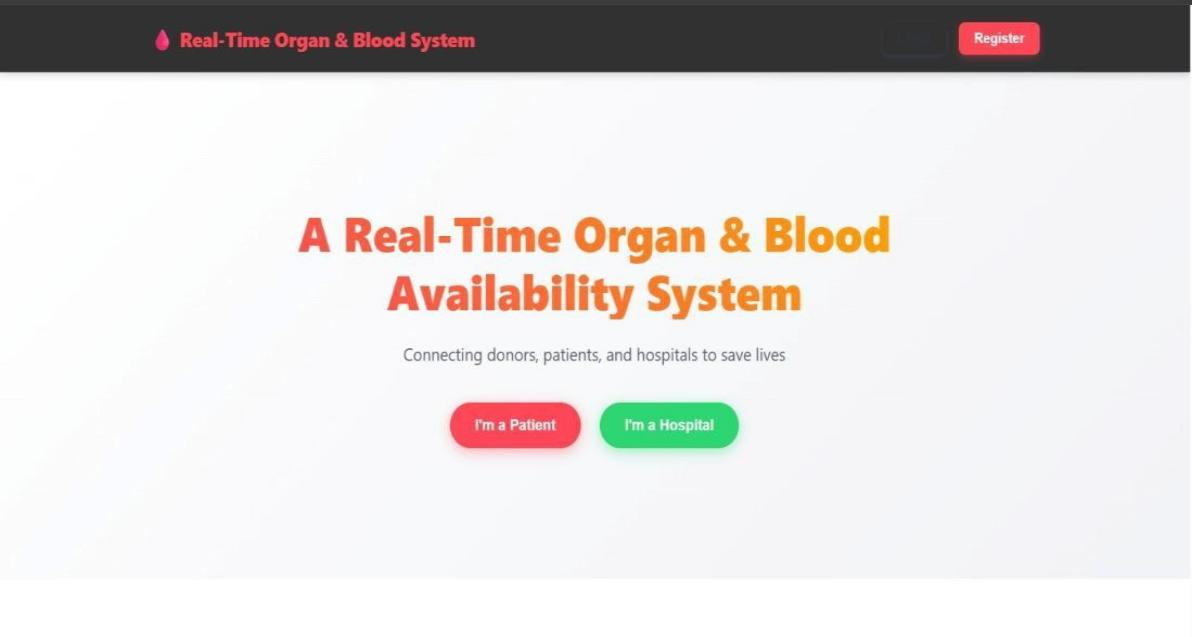 Real-Time Organ & Blood System
Register
A Real-Time Organ & Blood
Availability System
Connecting donors, patients, and hospitals to save lives
I'm a Patient
I'm a Hospital